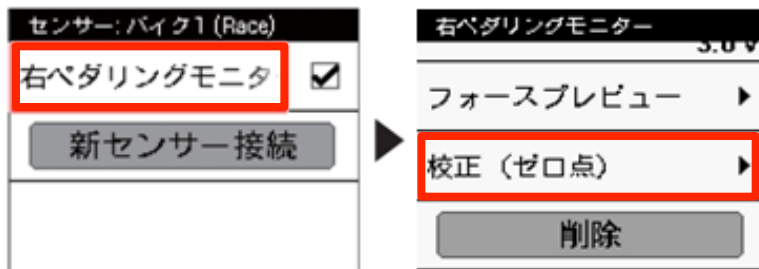 センサー: バイク1 (Race)
右ペダリングモニタ
新センサー接続
右ペダリングモニター
3.0 V
フォースプレビュー
校正 (ゼロ点)
削除